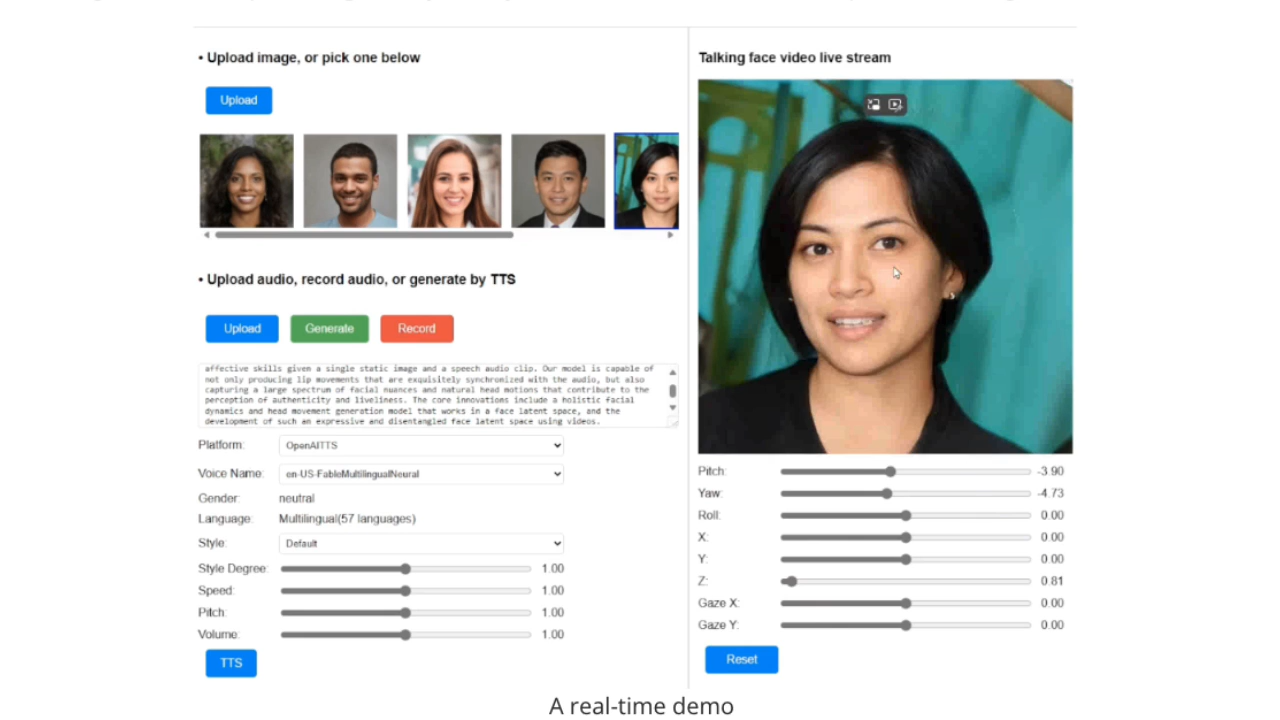 • Upload image, or pick one below
Upload
• Upload audio, record audio, or generate by TTS
Upload Generate Record
affective skills given a single static image and a speech audio clip. Our model is capable of
not only producing lip movements that are exquisitely synchronized with the audio, but also
capturing a large spectrum of facial nuances and natural head motions that contribute to the
perception of authenticity and liveliness. The core innovations include a holistic facial
dynamics and head movement generation model that works in a face latent space, and the
development of such an expressive and disentangled face latent space using videos.
Platform: OpenAITTS
Voice Name: en-US-FableMultilingualNeural
Gender: neutral
Language: Multilingual(57 languages)
Style: Default
Style Degree: 1.00
Speed: 1.00
Pitch: 1.00
Volume: 1.00
TTS
Talking face video live stream
Pitch: -3.90
Yaw: -4.73
Roll: 0.00
X: 0.00
Y: 0.00
Z: 0.81
Gaze X: 0.00
Gaze Y: 0.00
Reset
A real-time demo